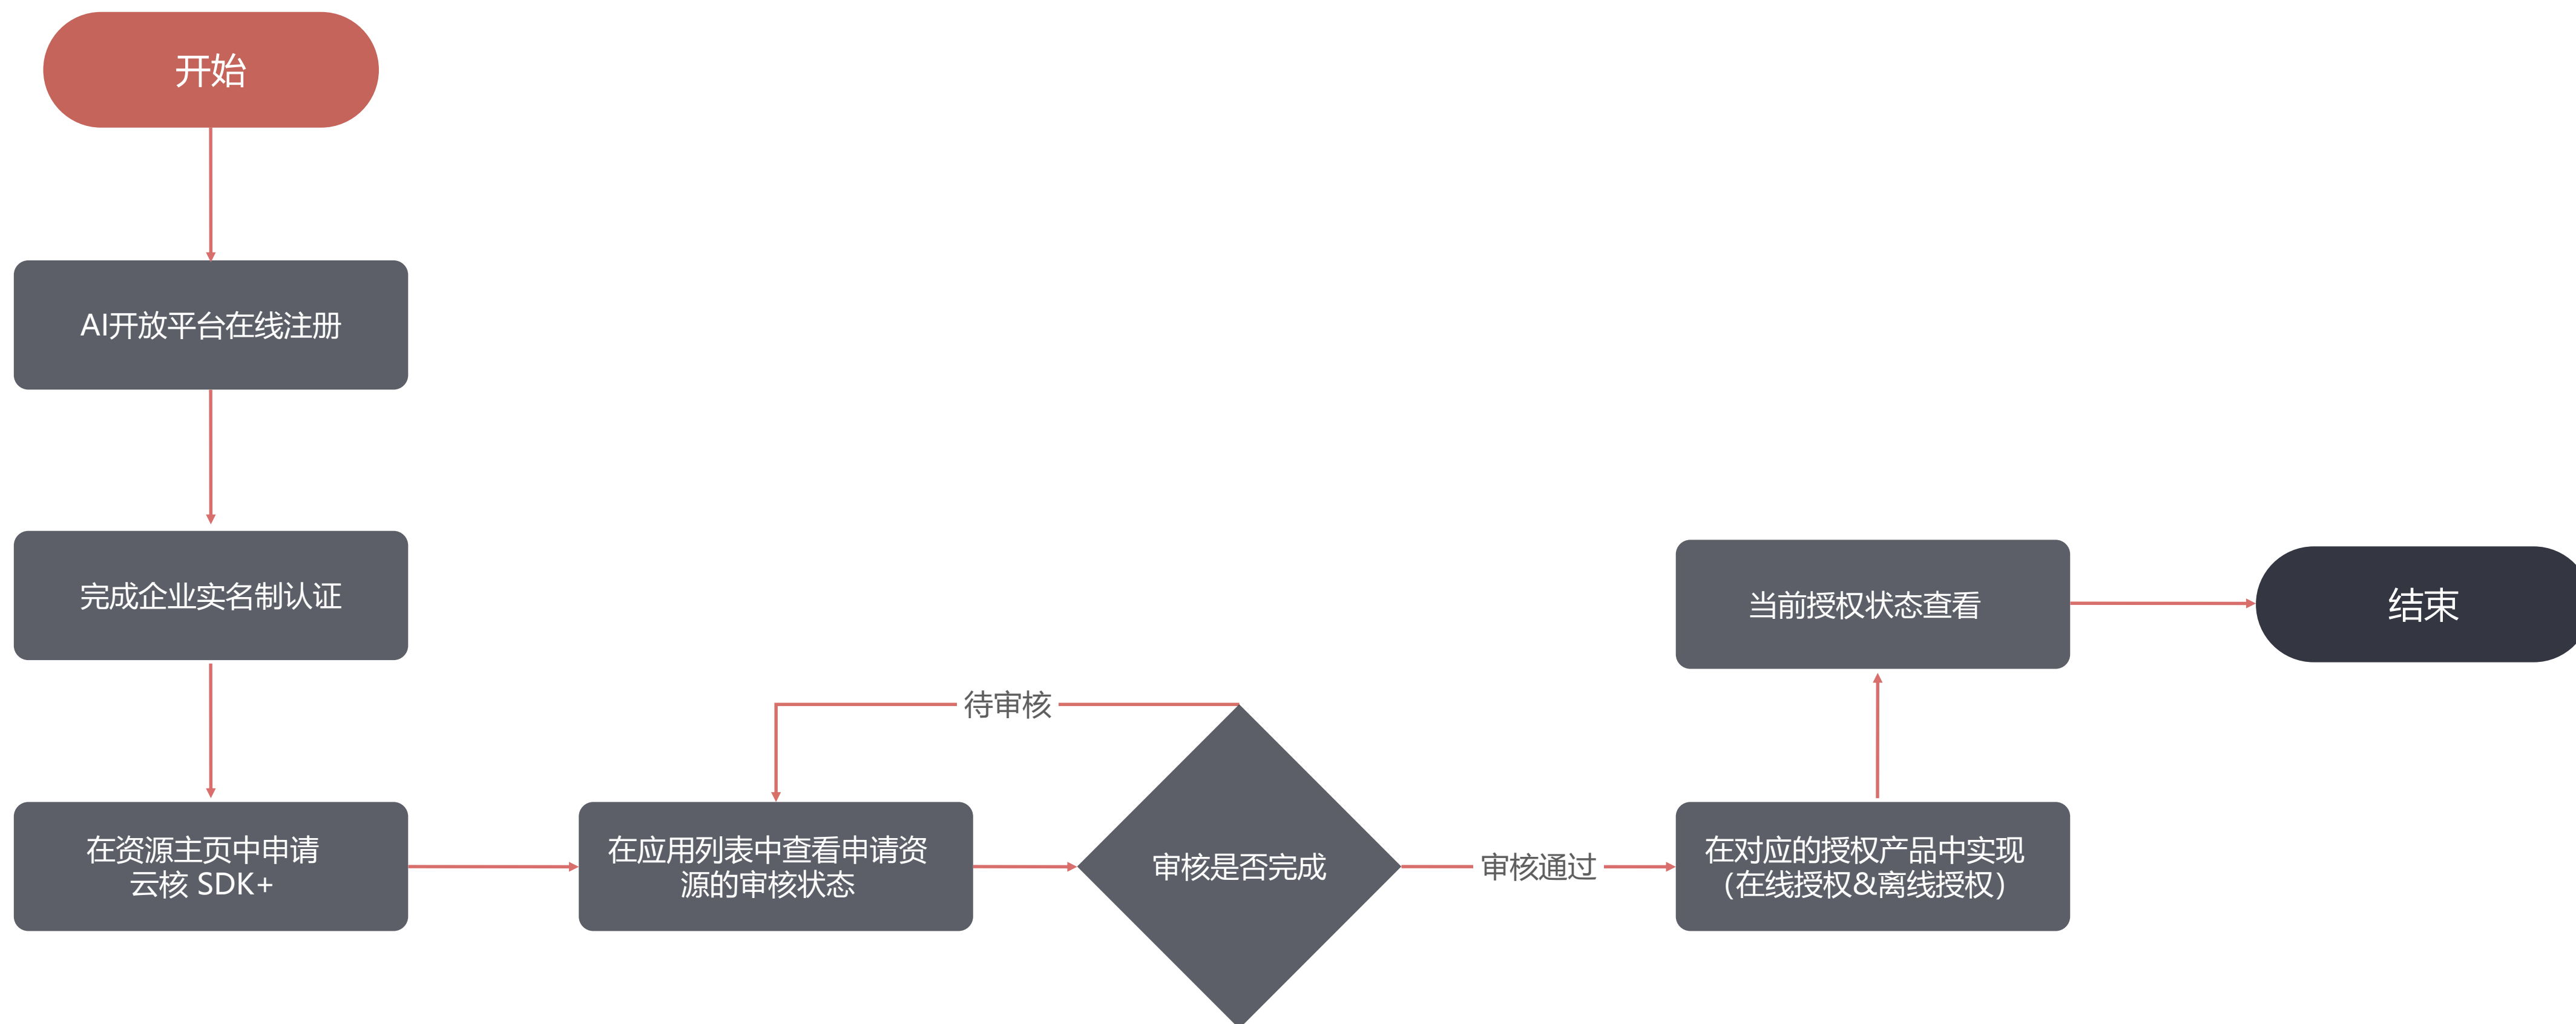 开始
AI开放平台在线注册
完成企业实名制认证
在资源主页中申请
云核 SDK+
在应用列表中查看申请资
源的审核状态
待审核
审核是否完成
审核通过
在对应的授权产品中实现
（在线授权&离线授权）
当前授权状态查看
结束